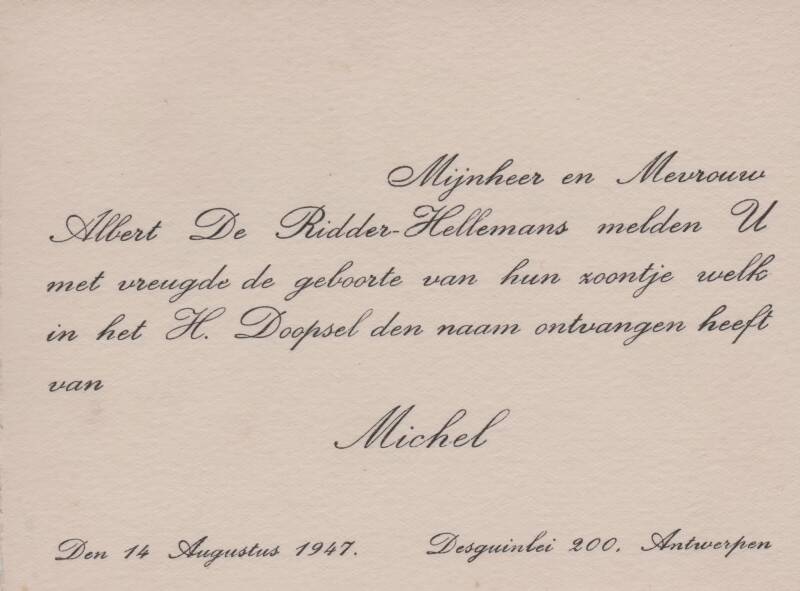 Mijnheer en Mevrouw
Albert De Ridder-Hellemans melden U
met vreugde de geboorte van hun zoontje welk
in het H. Doopsel den naam ontvangen heeft
van
Michel
Den 14 Augustus 1947. Desguinlei 200. Antwerpen